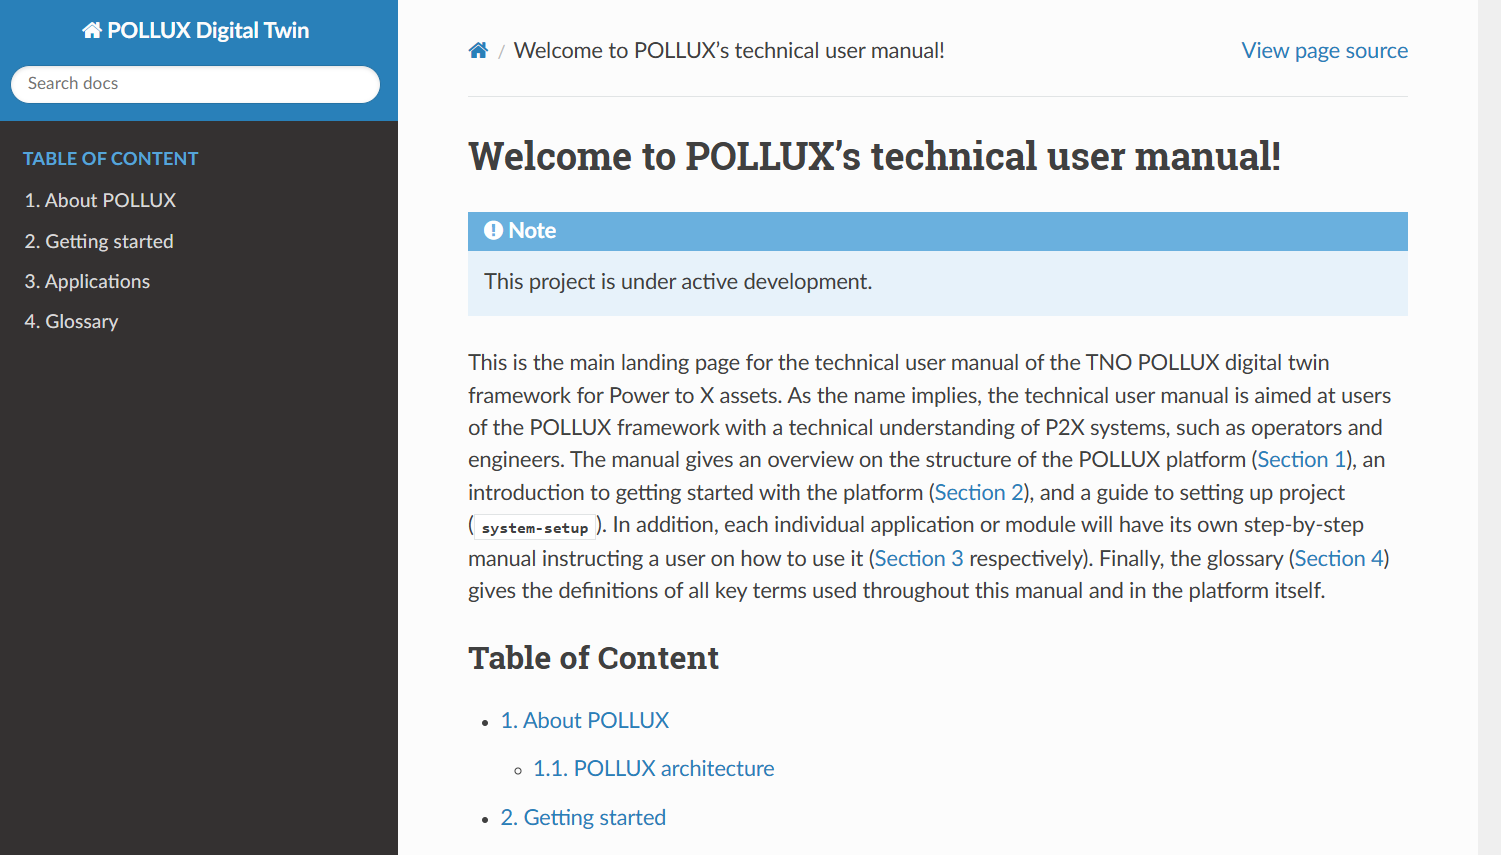 POLLUX Digital Twin
Search docs
TABLE OF CONTENT
1. About POLLUX
2. Getting started
3. Applications
4. Glossary
/ Welcome to POLLUX’s technical user manual!
View page source
Welcome to POLLUX’s technical user manual!
Note
This project is under active development.
This is the main landing page for the technical user manual of the TNO POLLUX digital twin
framework for Power to X assets. As the name implies, the technical user manual is aimed at users
of the POLLUX framework with a technical understanding of P2X systems, such as operators and
engineers. The manual gives an overview on the structure of the POLLUX platform (Section 1), an
introduction to getting started with the platform (Section 2), and a guide to setting up project
(system-setup). In addition, each individual application or module will have its own step-by-step
manual instructing a user on how to use it (Section 3 respectively). Finally, the glossary (Section 4)
gives the definitions of all key terms used throughout this manual and in the platform itself.
Table of Content
• 1. About POLLUX
◦ 1.1. POLLUX architecture
• 2. Getting started